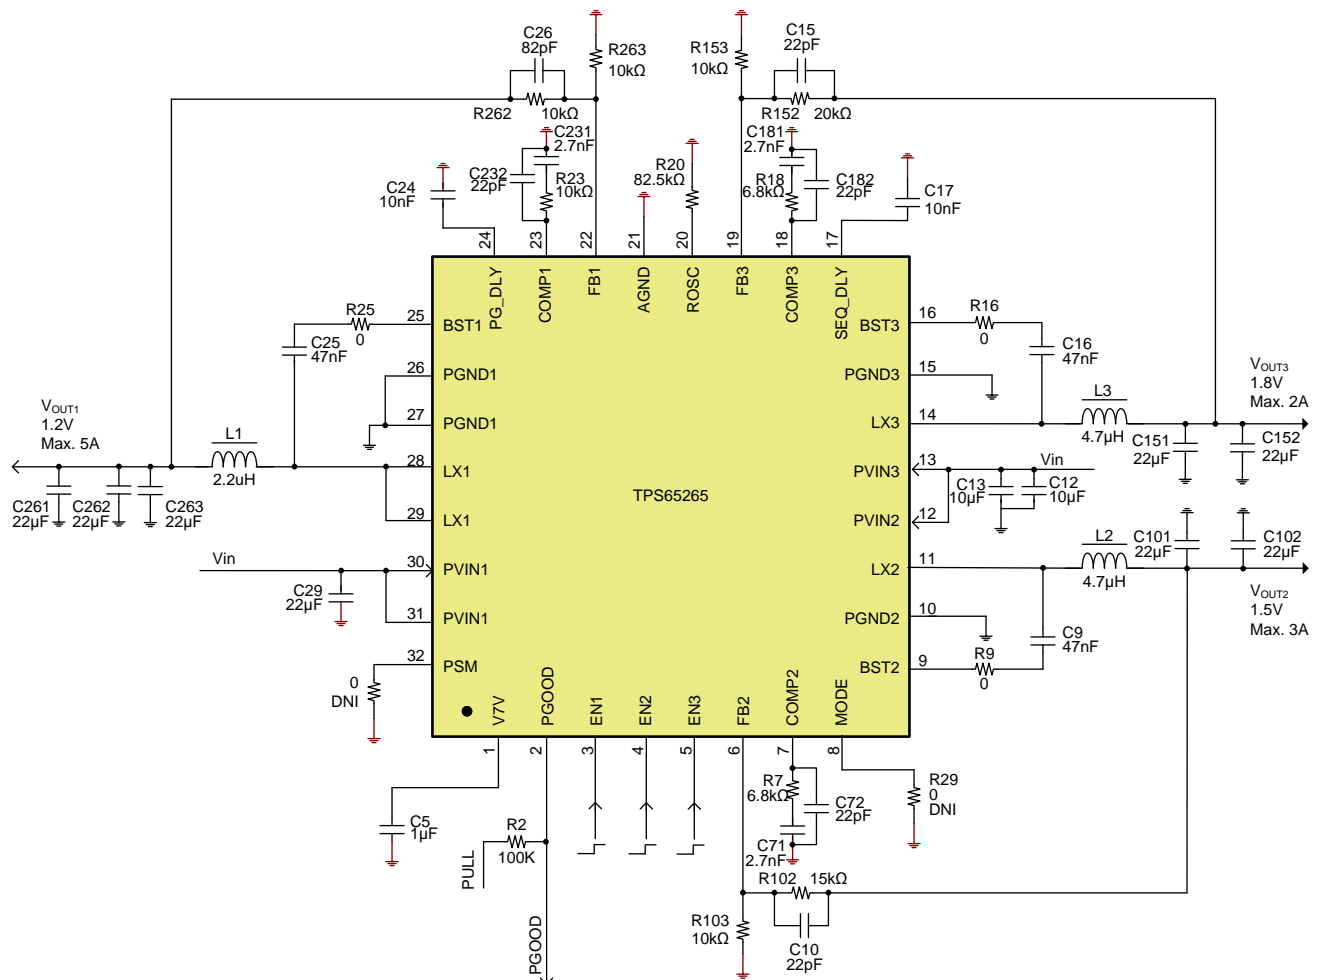 C26
82pF
R263
10kΩ
R153
10kΩ
C15
22pF
R262
10kΩ
R152
20kΩ
C231
2.7nF
C232
22pF
R23
10kΩ
C24
10nF
R20
82.5kΩ
C181
2.7nF
R18
6.8kΩ
C182
22pF
C17
10nF
24
23
22
21
20
19
18
17
PG_DLY
COMP1
FB1
AGND
ROSC
FB3
COMP3
SEQ_DLY
R25
0
25
BST1
C25
47nF
26
PGND1
27
PGND1
28
LX1
29
LX1
30
PVIN1
31
PVIN1
32
PSM
VOUT1
1.2V
Max. 5A
L1
2.2uH
C261
22µF
C262
22µF
C263
22µF
Vin
C29
22µF
0
DNI
TPS65265
BST3
16
R16
0
C16
47nF
PGND3
15
LX3
14
L3
4.7µH
VOUT3
1.8V
Max. 2A
C151
22µF
C152
22µF
PVIN3
13
Vin
C13
10µF
C12
10µF
PVIN2
12
C101
22µF
C102
22µF
LX2
11
L2
4.7µH
VOUT2
1.5V
Max. 3A
PGND2
10
C9
47nF
BST2
9
R9
0
V7V
PGOOD
EN1
EN2
EN3
FB2
COMP2
MODE
1
2
3
4
5
6
7
8
C5
1µF
R2
100K
PULL
PGOOD
R7
6.8kΩ
C72
22pF
C71
2.7nF
R29
0
DNI
R102
15kΩ
R103
10kΩ
C10
22pF